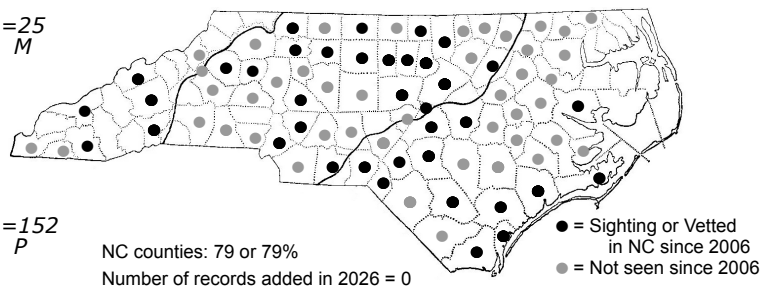 =25
M
=152
P
NC counties: 79 or 79%
Number of records added in 2026 = 0
= Sighting or Vetted
in NC since 2006
= Not seen since 2006